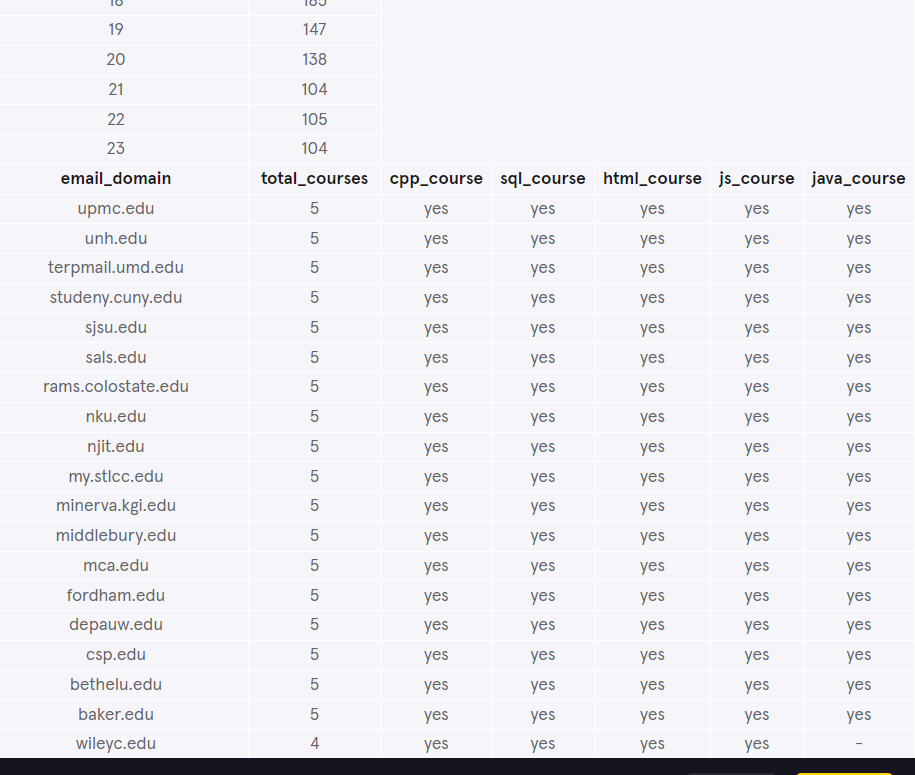 18 185
19 147
20 138
21 104
22 105
23 104
email_domain total_courses cpp_course sql_course html_course js_course java_course
upmc.edu 5 yes yes yes yes yes
unh.edu 5 yes yes yes yes yes
terpmail.umd.edu 5 yes yes yes yes yes
studeny.cuny.edu 5 yes yes yes yes yes
sjsu.edu 5 yes yes yes yes yes
sals.edu 5 yes yes yes yes yes
rams.colostate.edu 5 yes yes yes yes yes
nku.edu 5 yes yes yes yes yes
njit.edu 5 yes yes yes yes yes
my.stlcc.edu 5 yes yes yes yes yes
minerva.kgi.edu 5 yes yes yes yes yes
middlebury.edu 5 yes yes yes yes yes
mca.edu 5 yes yes yes yes yes
fordham.edu 5 yes yes yes yes yes
depauw.edu 5 yes yes yes yes yes
csp.edu 5 yes yes yes yes yes
bethelu.edu 5 yes yes yes yes yes
baker.edu 5 yes yes yes yes yes
wileyc.edu 4 yes yes yes yes -